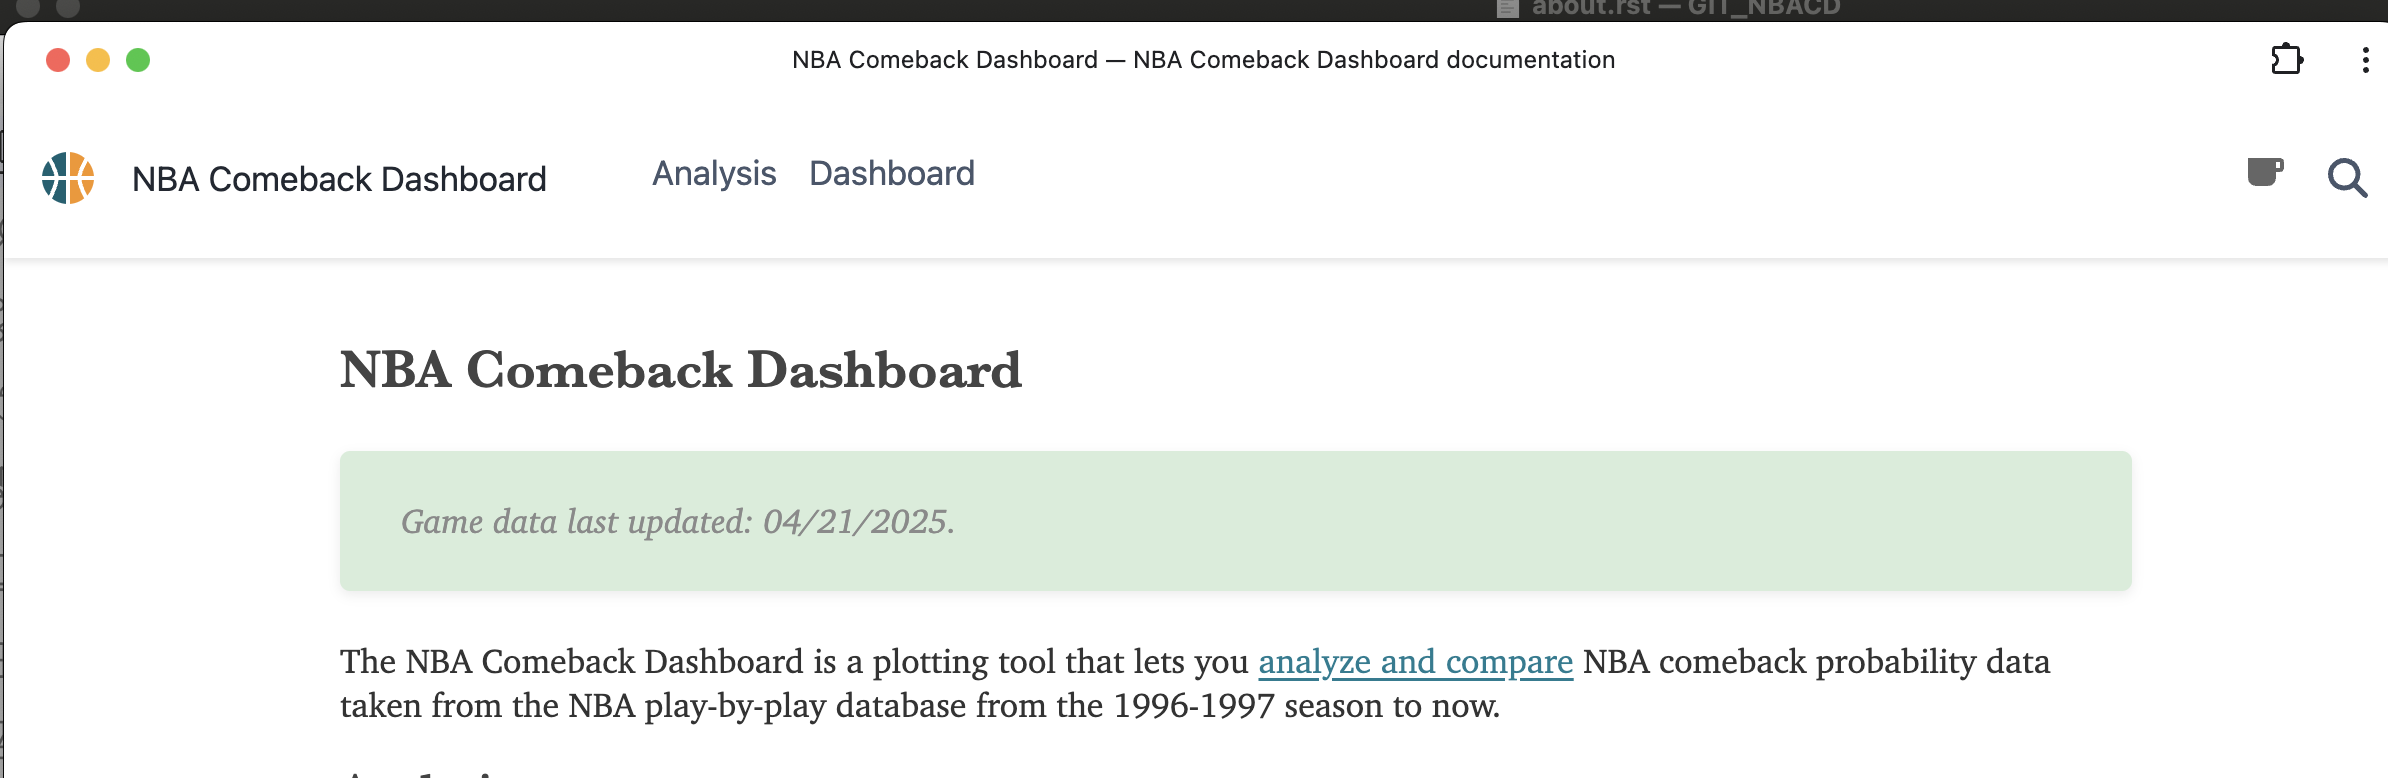 about.rst — GIT_NBACD
NBA Comeback Dashboard — NBA Comeback Dashboard documentation
NBA Comeback Dashboard Analysis Dashboard
NBA Comeback Dashboard
Game data last updated: 04/21/2025.
The NBA Comeback Dashboard is a plotting tool that lets you analyze and compare NBA comeback probability data
taken from the NBA play-by-play database from the 1996-1997 season to now.